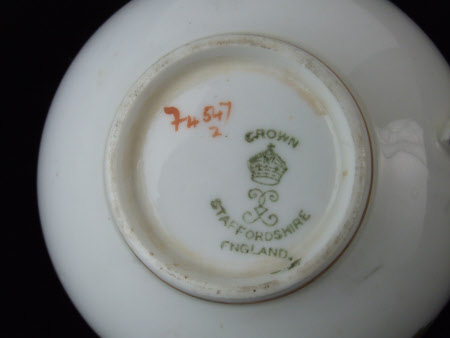 74547
2
CROWN
STAFFORDSHIRE
ENGLAND.